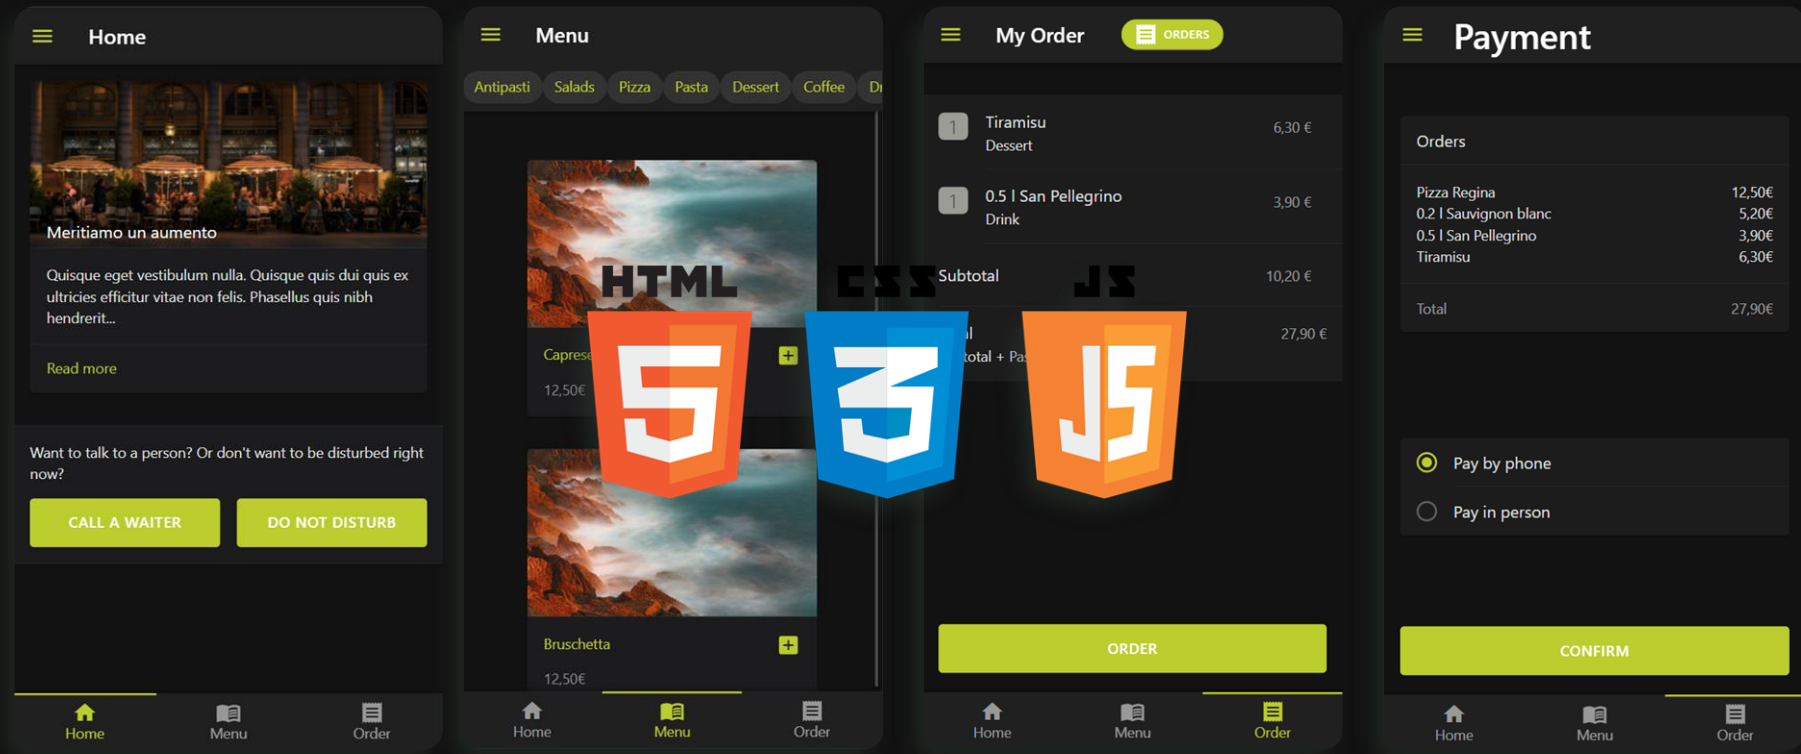 Home
Meritiamo un aumento
Quisque eget vestibulum nulla. Quisque quis dui quis ex
ultricies efficitur vitae non felis. Phasellus quis nibh
hendrerit...
Read more
Want to talk to a person? Or don't want to be disturbed right
now?
CALL A WAITER
DO NOT DISTURB
Home
Menu
Order
Menu
Antipasti
Salads
Pizza
Pasta
Dessert
Coffee
Caprese
12,50€
Bruschetta
12,50€
Home
Menu
Order
HTML
5
CSS
3
JS
JS
My Order
ORDERS
1
Tiramisu
6,30 €
Dessert
1
0.5 l San Pellegrino
3,90 €
Drink
Subtotal
10,20 €
27,90 €
Home
Menu
Order
ORDER
Payment
Orders
Pizza Regina
12,50€
0.2 l Sauvignon blanc
5,20€
0.5 l San Pellegrino
3,90€
Tiramisu
6,30€
Total
27,90€
Pay by phone
Pay in person
CONFIRM
Home
Menu
Order